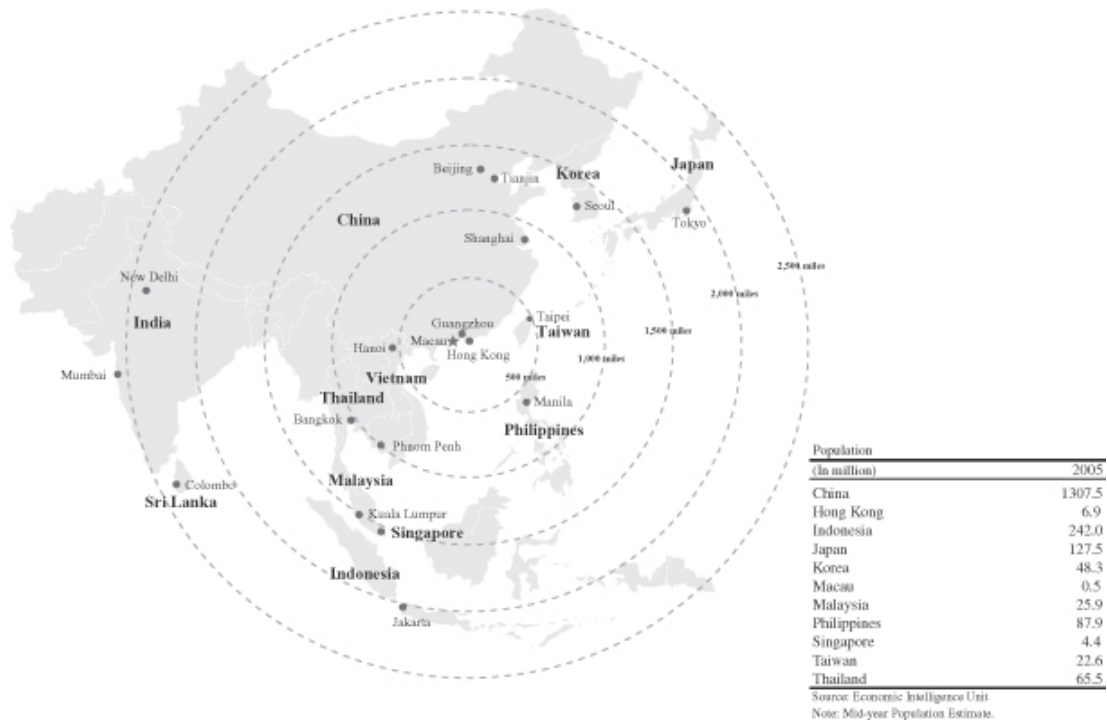 Japan
Beijing
Tianjin
Korea
Seoul
China
Tokyo
Shanghai
2,500 miles
New Delhi
2,000 miles
India
Taipei
Guangzhou
Taiwan
1,500 miles
Macau
Hanoi
Hong Kong
1,000 miles
Mumbai
Vietnam
500 miles
Thailand
Manila
Bangkok
Philippines
Phnom Penh
Malaysia
Colombo
Sri Lanka
Kuala Lumpur
Singapore
Indonesia
Jakarta
Population
(In million) 2005
China 1307.5
Hong Kong 6.9
Indonesia 242.0
Japan 127.5
Korea 48.3
Macau 0.5
Malaysia 25.9
Philippines 87.9
Singapore 4.4
Taiwan 22.6
Thailand 65.5
Source: Economic Intelligence Unit
Note: Mid-year Population Estimate.